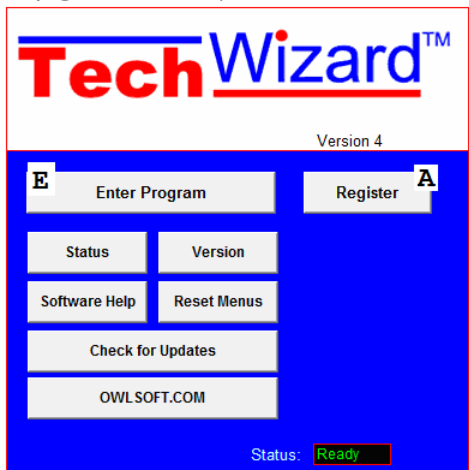 TechWizard™
Version 4
E Enter Program Register A
Status Version
Software Help Reset Menus
Check for Updates
OWLSOFT.COM
Status: Ready